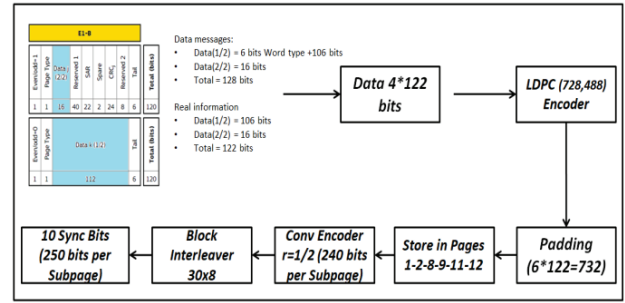 E1-B
Even/odd=1
Page Type
Data j (2/2)
Reserved 1
SAR
Spare
CRCj
Reserved 2
Tail
Total (bits)
1 1 16 40 22 2 24 8 6 120
Even/odd=0
Page Type
Data k (1/2)
Tail
Total (bits)
1 1 112 6 120
Data messages:
• Data(1/2) = 6 bits Word type +106 bits
• Data(2/2) = 16 bits
• Total = 128 bits
Real information
• Data(1/2) = 106 bits
• Data(2/2) = 16 bits
• Total = 122 bits
Data 4*122
bits
LDPC (728,488)
Encoder
Padding
(6*122=732)
Store in Pages
1-2-8-9-11-12
Conv Encoder
r=1/2 (240 bits
per Subpage)
Block
Interleaver
30x8
10 Sync Bits
(250 bits per
Subpage)